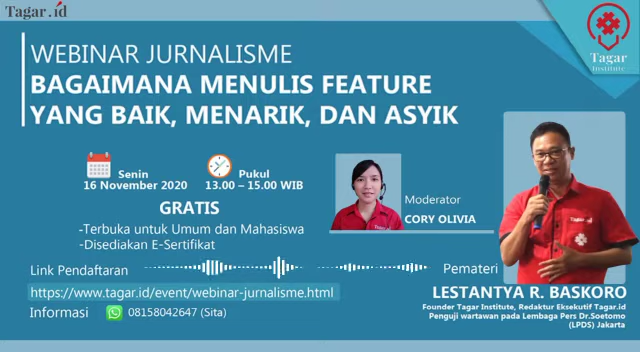 Tagar.id
Tagar
Institute
WEBINAR JURNALISME
BAGAIMANA MENULIS FEATURE
YANG BAIK, MENARIK, DAN ASYIK
Senin
16 November 2020
Pukul
13.00 – 15.00 WIB
GRATIS
-Terbuka untuk Umum dan Mahasiswa
-Disediakan E-Sertifikat
Moderator
CORY OLIVIA
Tagar.id
Link Pendaftaran
https://www.tagar.id/event/webinar-jurnalisme.html
Informasi
08158042647 (Sita)
Pemateri
LESTANTYA R. BASKORO
Founder Tagar Institute, Redaktur Eksekutif Tagar.id
Penguji wartawan pada Lembaga Pers Dr.Soetomo
(LPDS) Jakarta